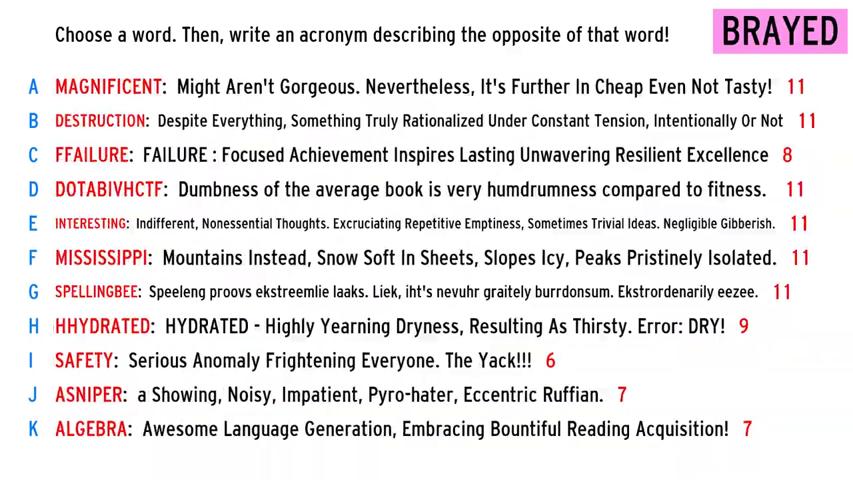 Choose a word. Then, write an acronym describing the opposite of that word!
BRAYED
A MAGNIFICENT: Might Aren't Gorgeous. Nevertheless, It's Further In Cheap Even Not Tasty! 11
B DESTRUCTION: Despite Everything, Something Truly Rationalized Under Constant Tension, Intentionally Or Not 11
C FFAILURE: FAILURE : Focused Achievement Inspires Lasting Unwavering Resilient Excellence 8
D DOTABIVHCTF: Dumbness of the average book is very humdrumness compared to fitness. 11
E INTERESTING: Indifferent, Nonessential Thoughts. Excruciating Repetitive Emptiness, Sometimes Trivial Ideas. Negligible Gibberish. 11
F MISSISSIPPI: Mountains Instead, Snow Soft In Sheets, Slopes Icy, Peaks Pristinely Isolated. 11
G SPELLINGBEE: Speeleng proovs ekstreemlie laaks. Liek, iht's nevuhr graitely burrdonsum. Ekstrordenarily eezee. 11
H HHYDRATED: HYDRATED - Highly Yearning Dryness, Resulting As Thirsty. Error: DRY! 9
I SAFETY: Serious Anomaly Frightening Everyone. The Yack!!! 6
J ASNIPER: a Showing, Noisy, Impatient, Pyro-hater, Eccentric Ruffian. 7
K ALGEBRA: Awesome Language Generation, Embracing Bountiful Reading Acquisition! 7